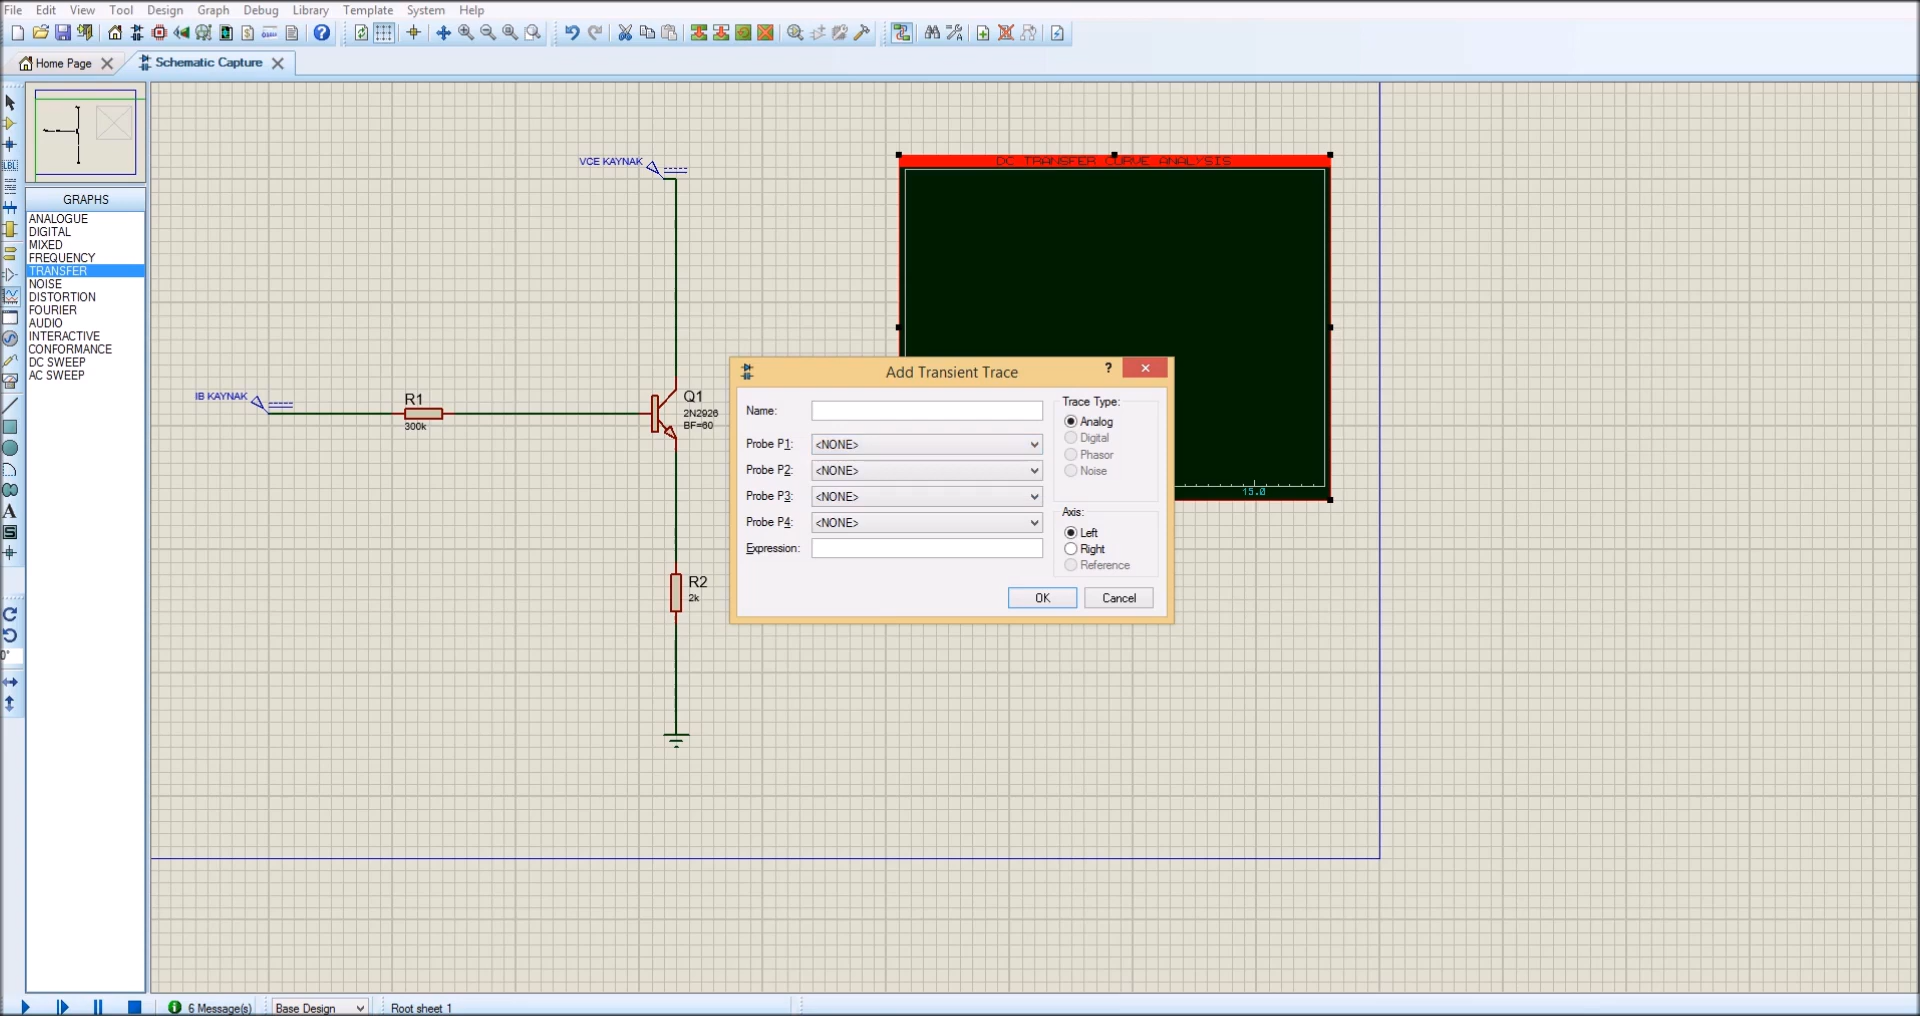 File Edit View Tool Design Graph Debug Library Template System Help
Home Page
Schematic Capture
LBL
GRAPHS
ANALOGUE
DIGITAL
MIXED
FREQUENCY
TRANSFER
NOISE
DISTORTION
FOURIER
AUDIO
INTERACTIVE
CONFORMANCE
DC SWEEP
AC SWEEP
A
S
0°
VCE KAYNAK
IB KAYNAK
R1
300k
Q1
2N2926
BF=60
R2
2k
DC TRANSFER CURVE ANALYSIS
15.0
Add Transient Trace
?
Name:
Probe P1: <NONE>
Probe P2: <NONE>
Probe P3: <NONE>
Probe P4: <NONE>
Expression:
Trace Type:
Analog
Digital
Phasor
Noise
Axis:
Left
Right
Reference
OK Cancel
6 Message(s) Base Design Root sheet 1